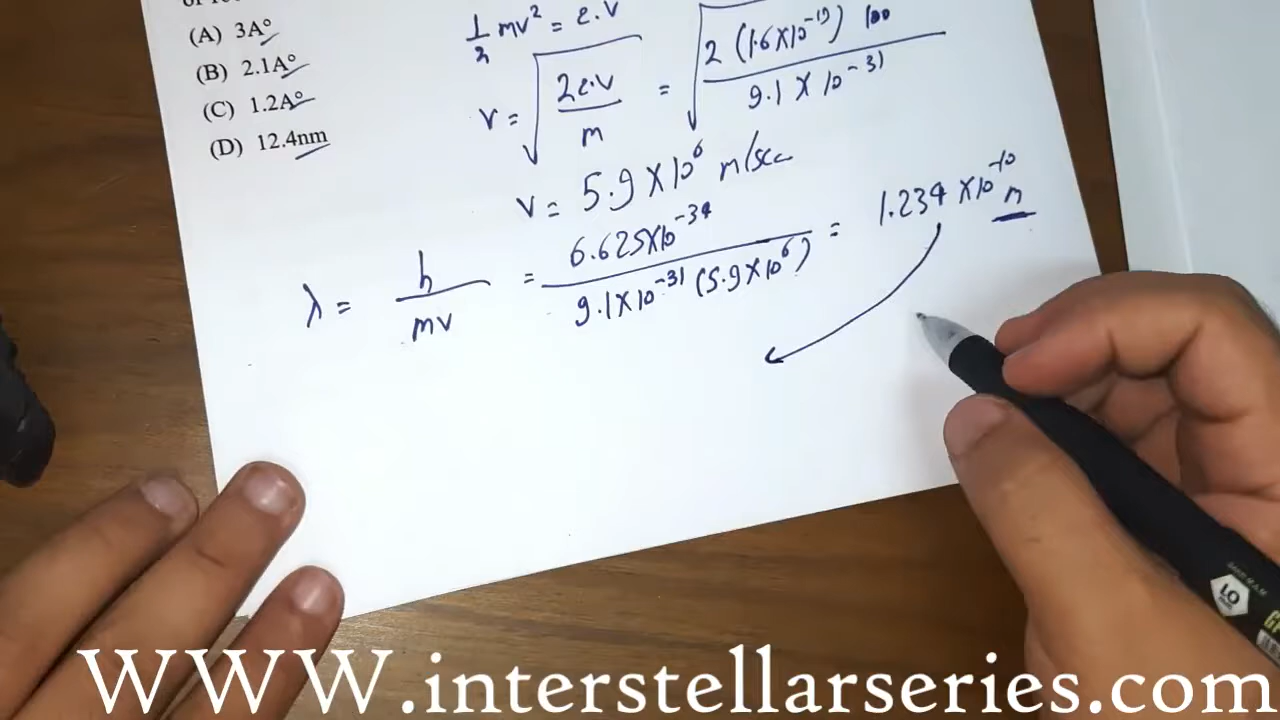 (A) 3A°
(B) 2.1A°
(C) 1.2A°
(D) 12.4nm
1/2 mv² = e.V
v = √(2e.V / m) = √(2 (1.6×10⁻¹⁹) 100 / 9.1 × 10⁻³¹)
v = 5.9 × 10⁶ m/sec
λ = h / mv = 6.625×10⁻³⁴ / 9.1×10⁻³¹ (5.9×10⁶) = 1.234 ×10⁻¹⁰ m
LO
WWW.interstellarseries.com